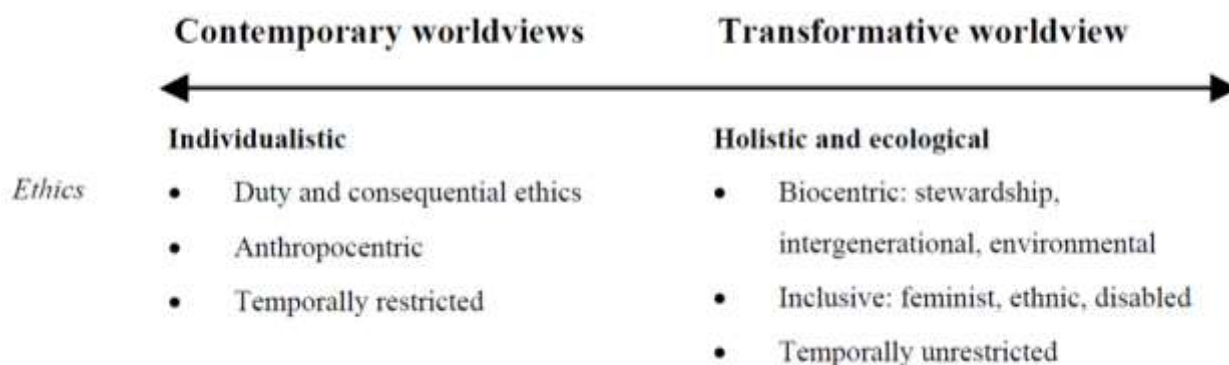 Contemporary worldviews
Transformative worldview
Individualistic
Holistic and ecological
Ethics
• Duty and consequential ethics
• Anthropocentric
• Temporally restricted
• Biocentric: stewardship,
intergenerational, environmental
• Inclusive: feminist, ethnic, disabled
• Temporally unrestricted